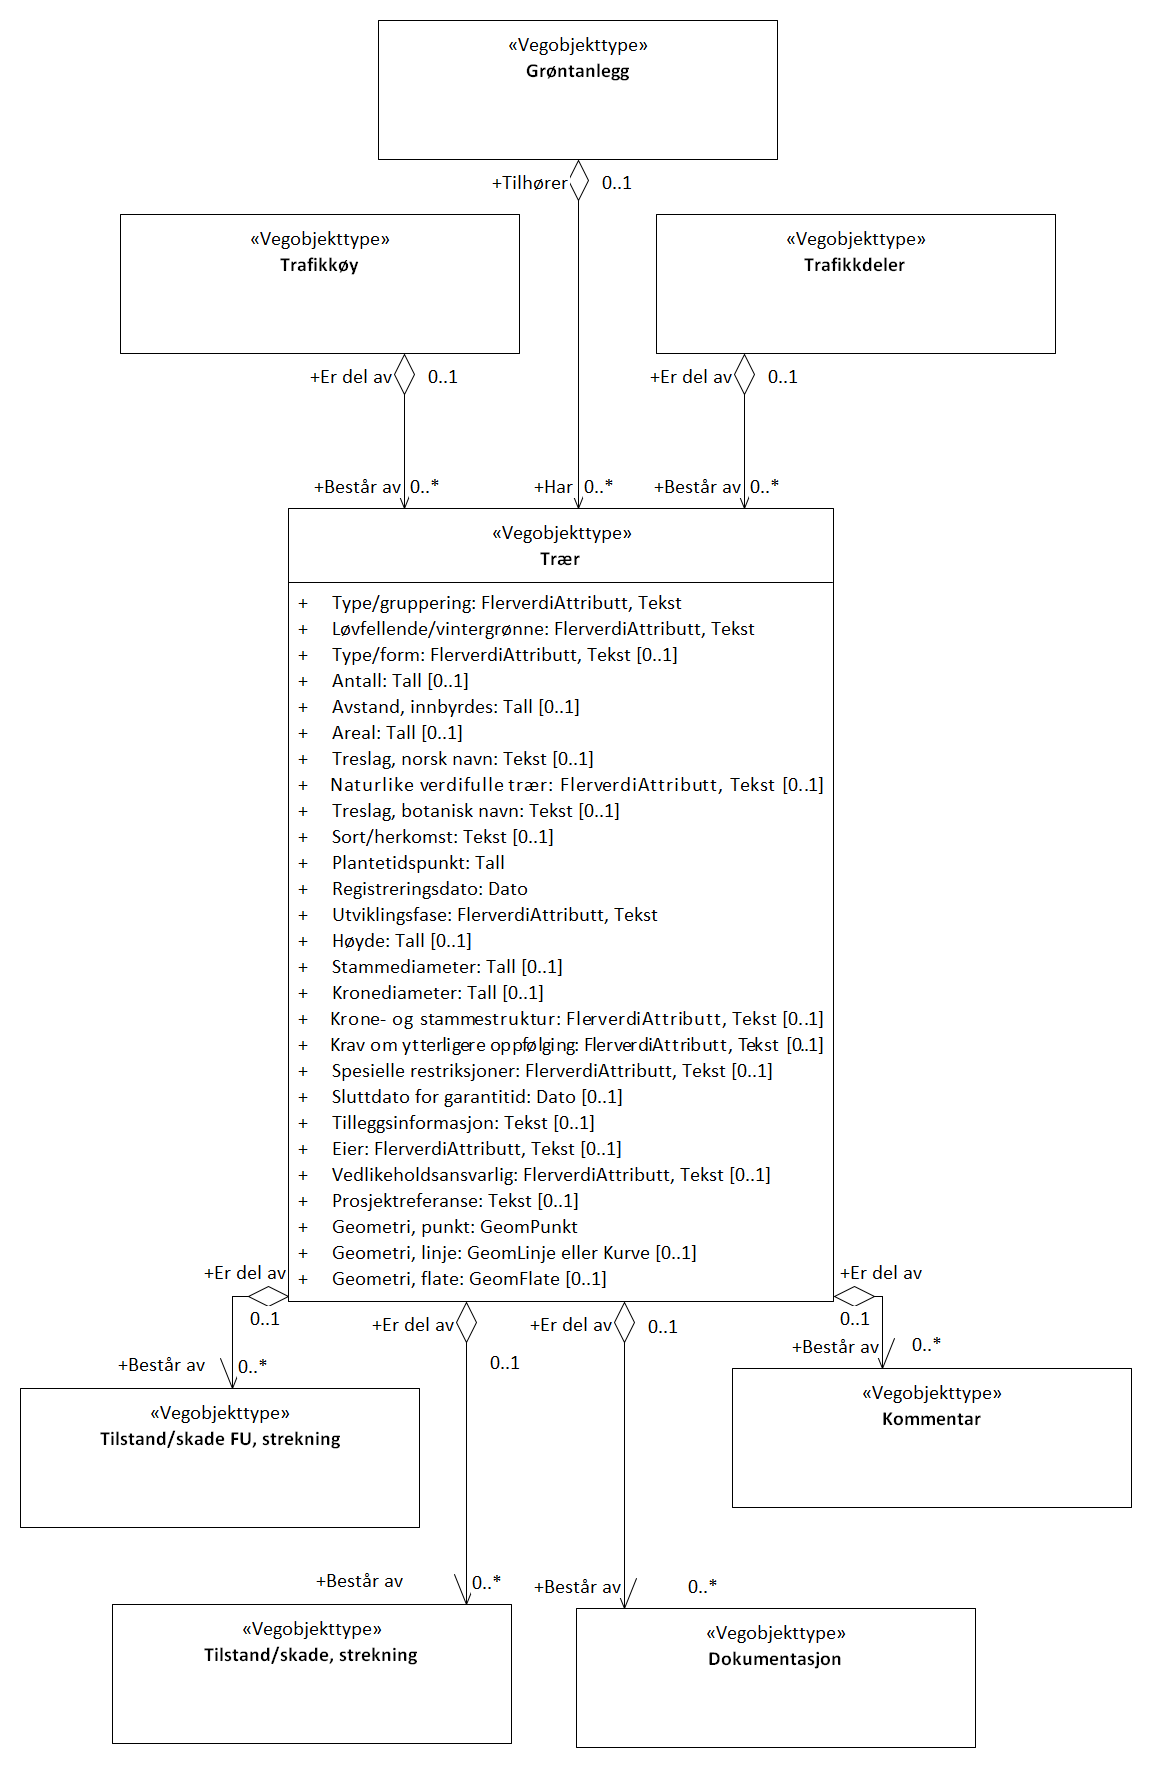 «Vegobjekttype»
Grøntanlegg
+Tilhører 0..1
«Vegobjekttype»
Trafikkøy
«Vegobjekttype»
Trafikkdeler
+Er del av 0..1
+Er del av 0..1
+Består av 0..*
+Har 0..*
+Består av 0..*
«Vegobjekttype»
Trær
+ Type/gruppering: FlerverdiAttributt, Tekst
+ Løvfellende/vintergrønne: FlerverdiAttributt, Tekst
+ Type/form: FlerverdiAttributt, Tekst [0..1]
+ Antall: Tall [0..1]
+ Avstand, innbyrdes: Tall [0..1]
+ Areal: Tall [0..1]
+ Treslag, norsk navn: Tekst [0..1]
+ Naturlike verdifulle trær: FlerverdiAttributt, Tekst [0..1]
+ Treslag, botanisk navn: Tekst [0..1]
+ Sort/herkomst: Tekst [0..1]
+ Plantetidspunkt: Tall
+ Registreringsdato: Dato
+ Utviklingsfase: FlerverdiAttributt, Tekst
+ Høyde: Tall [0..1]
+ Stammediameter: Tall [0..1]
+ Kronediameter: Tall [0..1]
+ Krone- og stammestruktur: FlerverdiAttributt, Tekst [0..1]
+ Krav om ytterligere oppfølging: FlerverdiAttributt, Tekst [0..1]
+ Spesielle restriksjoner: FlerverdiAttributt, Tekst [0..1]
+ Sluttdato for garantitid: Dato [0..1]
+ Tilleggsinformasjon: Tekst [0..1]
+ Eier: FlerverdiAttributt, Tekst [0..1]
+ Vedlikeholdsansvarlig: FlerverdiAttributt, Tekst [0..1]
+ Prosjektreferanse: Tekst [0..1]
+ Geometri, punkt: GeomPunkt
+ Geometri, linje: GeomLinje eller Kurve [0..1]
+ Geometri, flate: GeomFlate [0..1]
+Er del av
0..1
+Er del av
0..1
+Er del av
0..1
+Er del av 0..1
+Består av 0..*
+Består av 0..*
«Vegobjekttype»
Tilstand/skade FU, strekning
«Vegobjekttype»
Kommentar
+Består av 0..*
+Består av 0..*
«Vegobjekttype»
Tilstand/skade, strekning
«Vegobjekttype»
Dokumentasjon